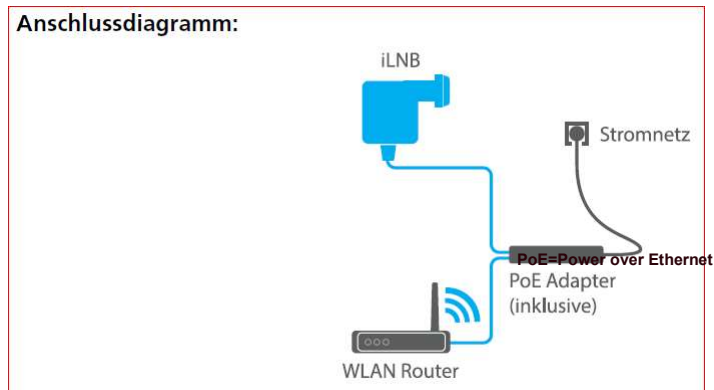 Anschlussdiagramm:
iLNB
Stromnetz
PoE=Power over Ethernet
PoE Adapter
(inklusive)
WLAN Router